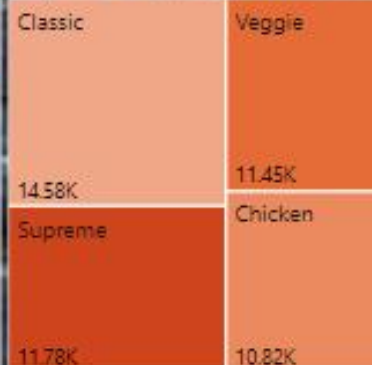 Classic
14.58K
Supreme
11.78K
Veggie
11.45K
Chicken
10.82K